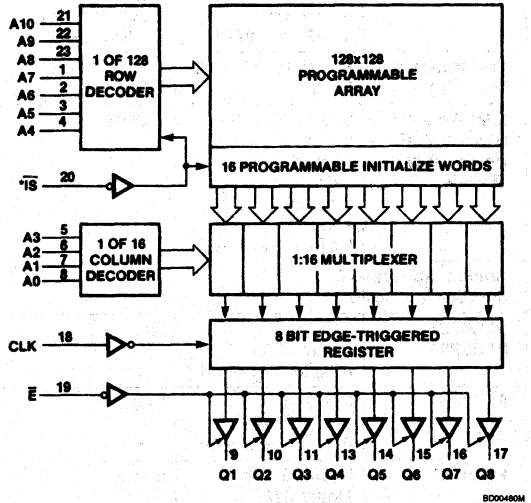 A10 21
A9 22
A8 23
A7 1
A6 2
A5 3
A4 4
1 OF 128
ROW
DECODER
128x128
PROGRAMMABLE
ARRAY
16 PROGRAMMABLE INITIALIZE WORDS
*IS 20
A3 5
A2 6
A1 7
A0 8
1 OF 16
COLUMN
DECODER
1:16 MULTIPLEXER
CLK 18
8 BIT EDGE-TRIGGERED
REGISTER
E 19
9 10 11 13 14 15 16 17
Q1 Q2 Q3 Q4 Q5 Q6 Q7 Q8
BD00480M